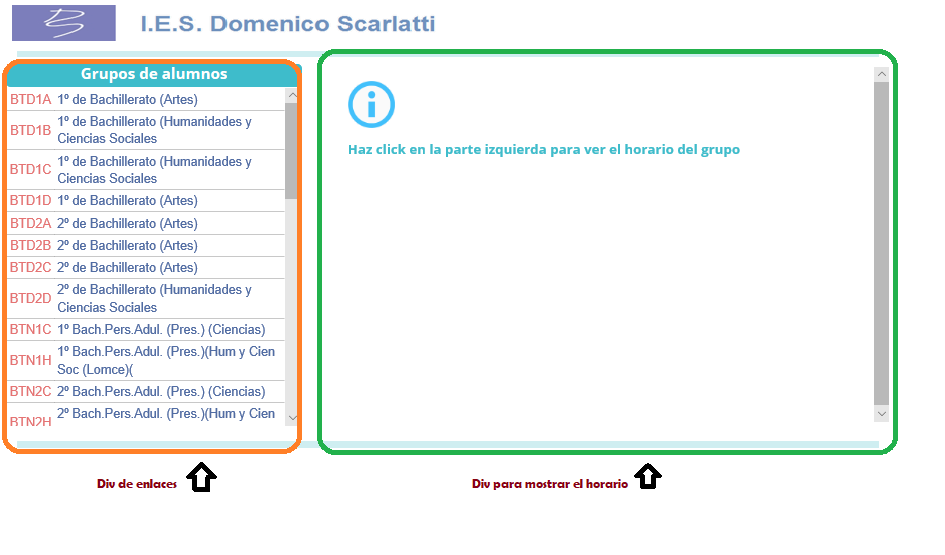 I.E.S. Domenico Scarlatti
Grupos de alumnos
BTD1A 1º de Bachillerato (Artes)
BTD1B 1º de Bachillerato (Humanidades y
Ciencias Sociales
BTD1C 1º de Bachillerato (Humanidades y
Ciencias Sociales
BTD1D 1º de Bachillerato (Artes)
BTD2A 2º de Bachillerato (Artes)
BTD2B 2º de Bachillerato (Artes)
BTD2C 2º de Bachillerato (Artes)
BTD2D 2º de Bachillerato (Humanidades y
Ciencias Sociales
BTN1C 1º Bach.Pers.Adul. (Pres.) (Ciencias)
BTN1H 1º Bach.Pers.Adul. (Pres.)(Hum y Cien
Soc (Lomce)(
BTN2C 2º Bach.Pers.Adul. (Pres.) (Ciencias)
BTN2H 2º Bach.Pers.Adul. (Pres.)(Hum y Cien
Haz click en la parte izquierda para ver el horario del grupo
Div de enlaces
Div para mostrar el horario